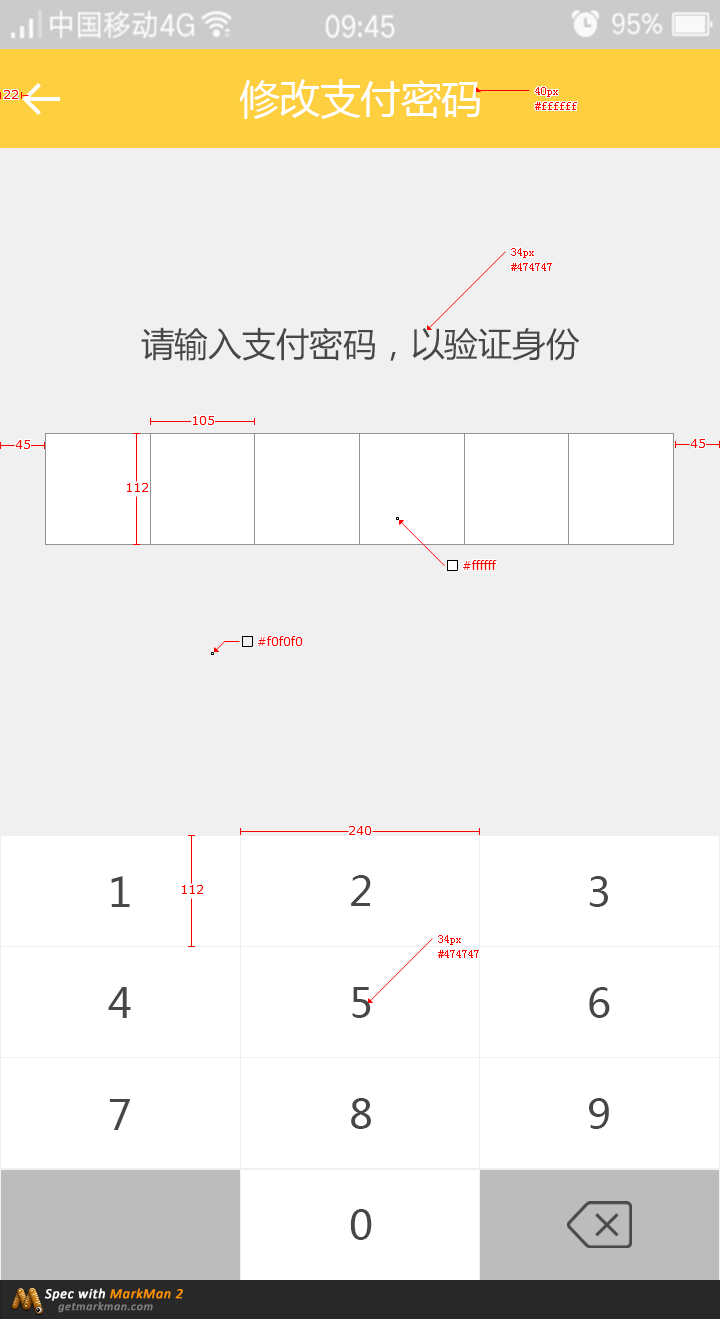 中国移动4G 09:45 95%
22
修改支付密码
40px
#ffffff
34px
#474747
请输入支付密码，以验证身份
105
45
45
112
#ffffff
#f0f0f0
240
1 112 2 3
34px
#474747
4 5 6
7 8 9
0
Spec with MarkMan 2
getmarkman.com